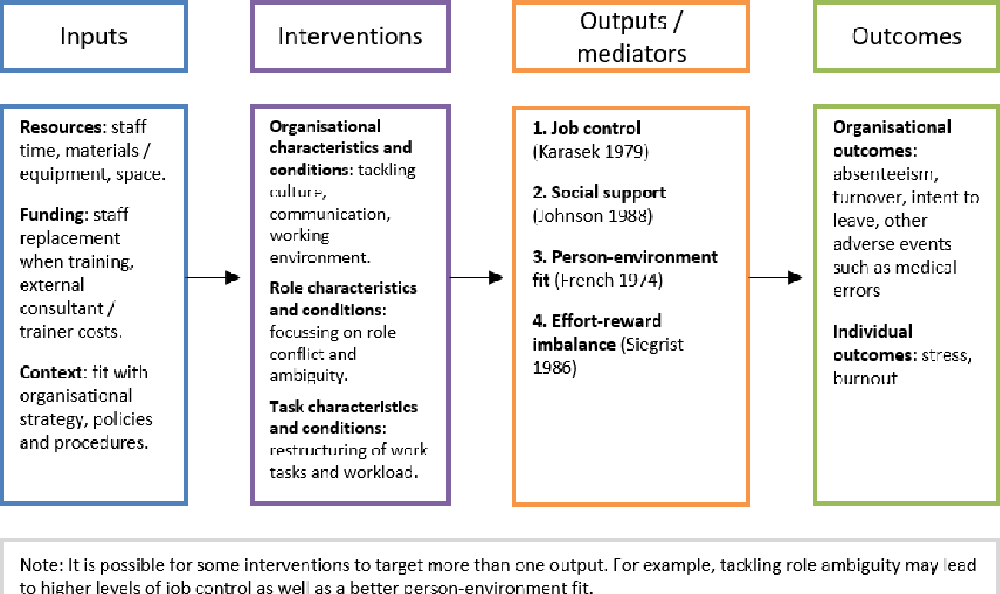 Inputs
Interventions
Outputs /
mediators
Outcomes
Resources: staff
time, materials /
equipment, space.
Funding: staff
replacement
when training,
external
consultant /
trainer costs.
Context: fit with
organisational
strategy, policies
and procedures.
Organisational
characteristics and
conditions: tackling
culture,
communication,
working
environment.
Role characteristics
and conditions:
focussing on role
conflict and
ambiguity.
Task characteristics
and conditions:
restructuring of work
tasks and workload.
1. Job control
(Karasek 1979)
2. Social support
(Johnson 1988)
3. Person-environment
fit (French 1974)
4. Effort-reward
imbalance (Siegrist
1986)
Organisational
outcomes:
absenteeism,
turnover, intent to
leave, other
adverse events
such as medical
errors
Individual
outcomes: stress,
burnout
Note: It is possible for some interventions to target more than one output. For example, tackling role ambiguity may lead
to higher levels of job control as well as a better person-environment fit.